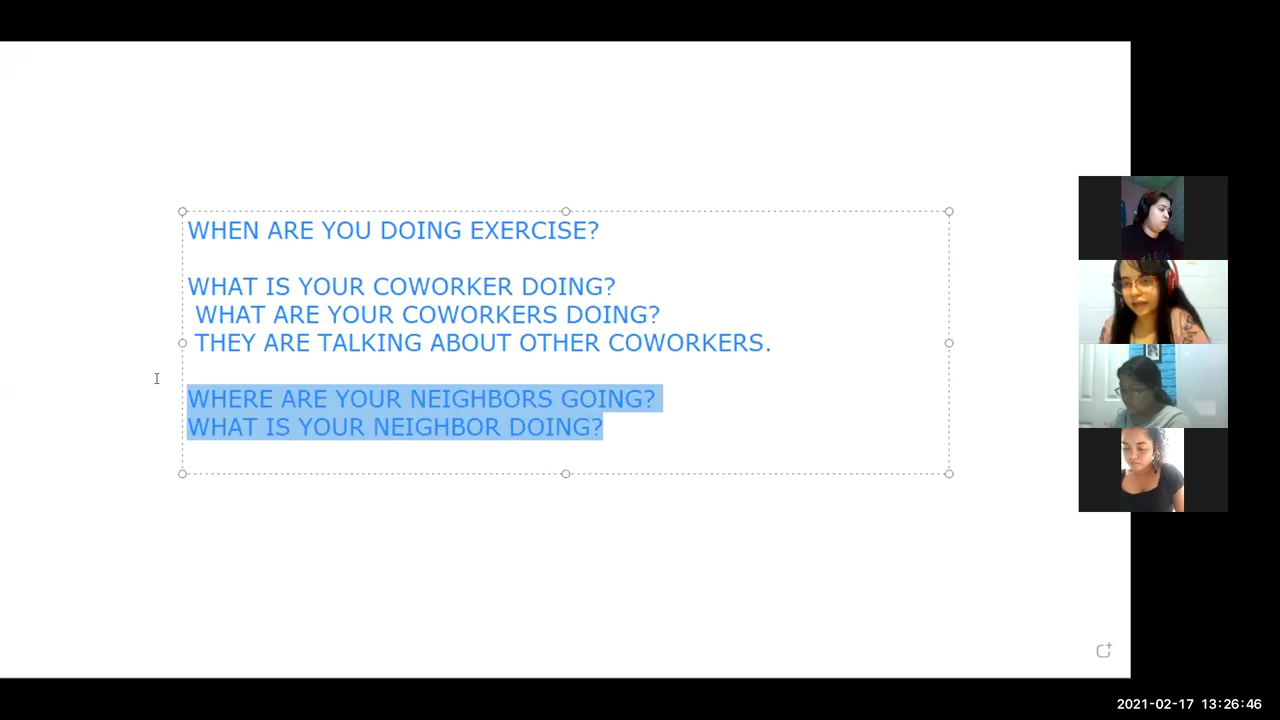 WHEN ARE YOU DOING EXERCISE?
WHAT IS YOUR COWORKER DOING?
WHAT ARE YOUR COWORKERS DOING?
THEY ARE TALKING ABOUT OTHER COWORKERS.
WHERE ARE YOUR NEIGHBORS GOING?
WHAT IS YOUR NEIGHBOR DOING?
2021-02-17 13:26:46